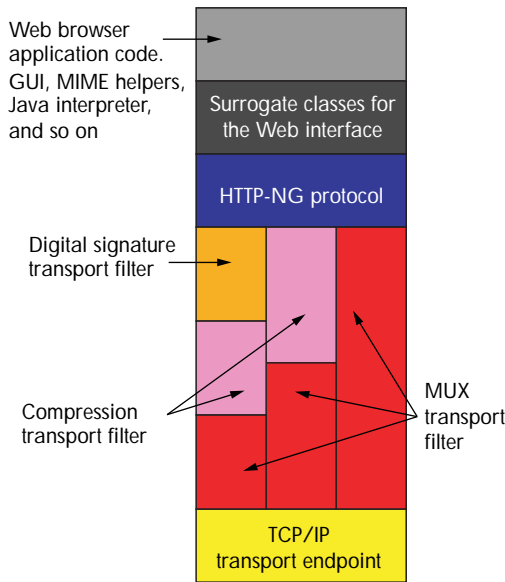 Web browser
application code.
GUI, MIME helpers,
Java interpreter,
and so on
Surrogate classes for
the Web interface
HTTP-NG protocol
Digital signature
transport filter
Compression
transport filter
MUX
transport
filter
TCP/IP
transport endpoint